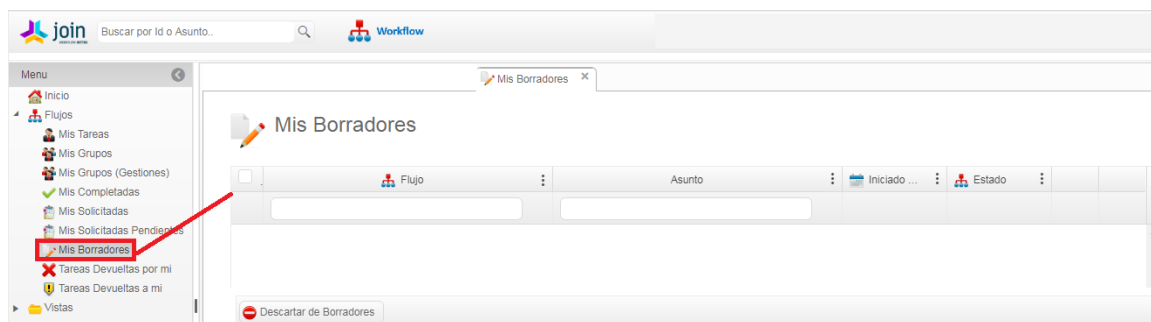 join Buscar por Id o Asunto.. Workflow
Menu
Mis Borradores
Inicio
Flujos
Mis Tareas
Mis Grupos
Mis Grupos (Gestiones)
Mis Completadas
Mis Solicitadas
Mis Solicitadas Pendientes
Mis Borradores
Tareas Devueltas por mi
Tareas Devueltas a mi
Vistas
Mis Borradores
Flujo Asunto Iniciado ... Estado
Descartar de Borradores